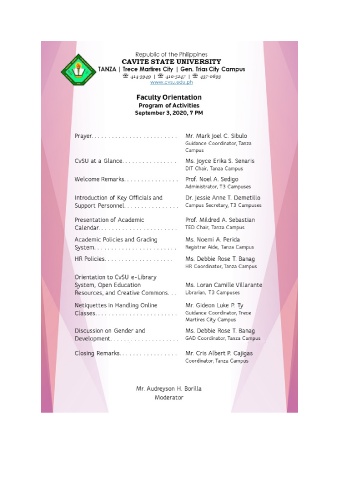 Republic of the Philippines
CAVITE STATE UNIVERSITY
TANZA | Trece Martires City | Gen. Trias City Campus
☎ 414-3949 | ☎ 410-5247 | ☎ 437-0693
www.cvsu.edu.ph
Faculty Orientation
Program of Activities
September 3, 2020, 7 PM
Prayer. . . . . . . . . . . . . . . . . . . . . . . . . Mr. Mark Joel C. Sibulo
Guidance Coordinator, Tanza
Campus
CvSU at a Glance. . . . . . . . . . . . . . . . Ms. Joyce Erika S. Senaris
DIT Chair, Tanza Campus
Welcome Remarks. . . . . . . . . . . . . . . . Prof. Noel A. Sedigo
Administrator, T3 Campuses
Introduction of Key Officials and Dr. Jessie Anne T. Demetillo
Support Personnel. . . . . . . . . . . . . . . . Campus Secretary, T3 Campuses
Presentation of Academic Prof. Mildred A. Sebastian
Calendar. . . . . . . . . . . . . . . . . . . . . . . TED Chair, Tanza Campus
Academic Policies and Grading Ms. Noemi A. Perida
System. . . . . . . . . . . . . . . . . . . . . . . . Registrar Aide, Tanza Campus
HR Policies. . . . . . . . . . . . . . . . . . . . Ms. Debbie Rose T. Banag
HR Coordinator, Tanza Campus
Orientation to CvSU e-Library
System, Open Education Ms. Loran Camille Villarante
Resources, and Creative Commons. . . Librarian, T3 Campuses
Netiquettes in Handling Online Mr. Gideon Luke P. Ty
Classes. . . . . . . . . . . . . . . . . . . . . . . . Guidance Coordinator, Trece
Martires City Campus
Discussion on Gender and Ms. Debbie Rose T. Banag
Development. . . . . . . . . . . . . . . . . . . . GAD Coordinator, Tanza Campus
Closing Remarks. . . . . . . . . . . . . . . . . Mr. Cris Albert P. Cajigas
Coordinator, Tanza Campus
Mr. Audreyson H. Borilla
Moderator